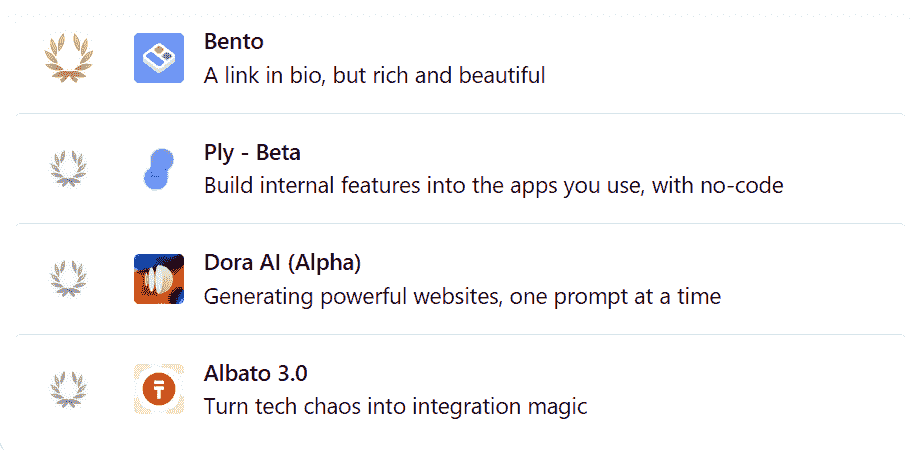 Bento
A link in bio, but rich and beautiful
Ply - Beta
Build internal features into the apps you use, with no-code
Dora AI (Alpha)
Generating powerful websites, one prompt at a time
Albato 3.0
Turn tech chaos into integration magic